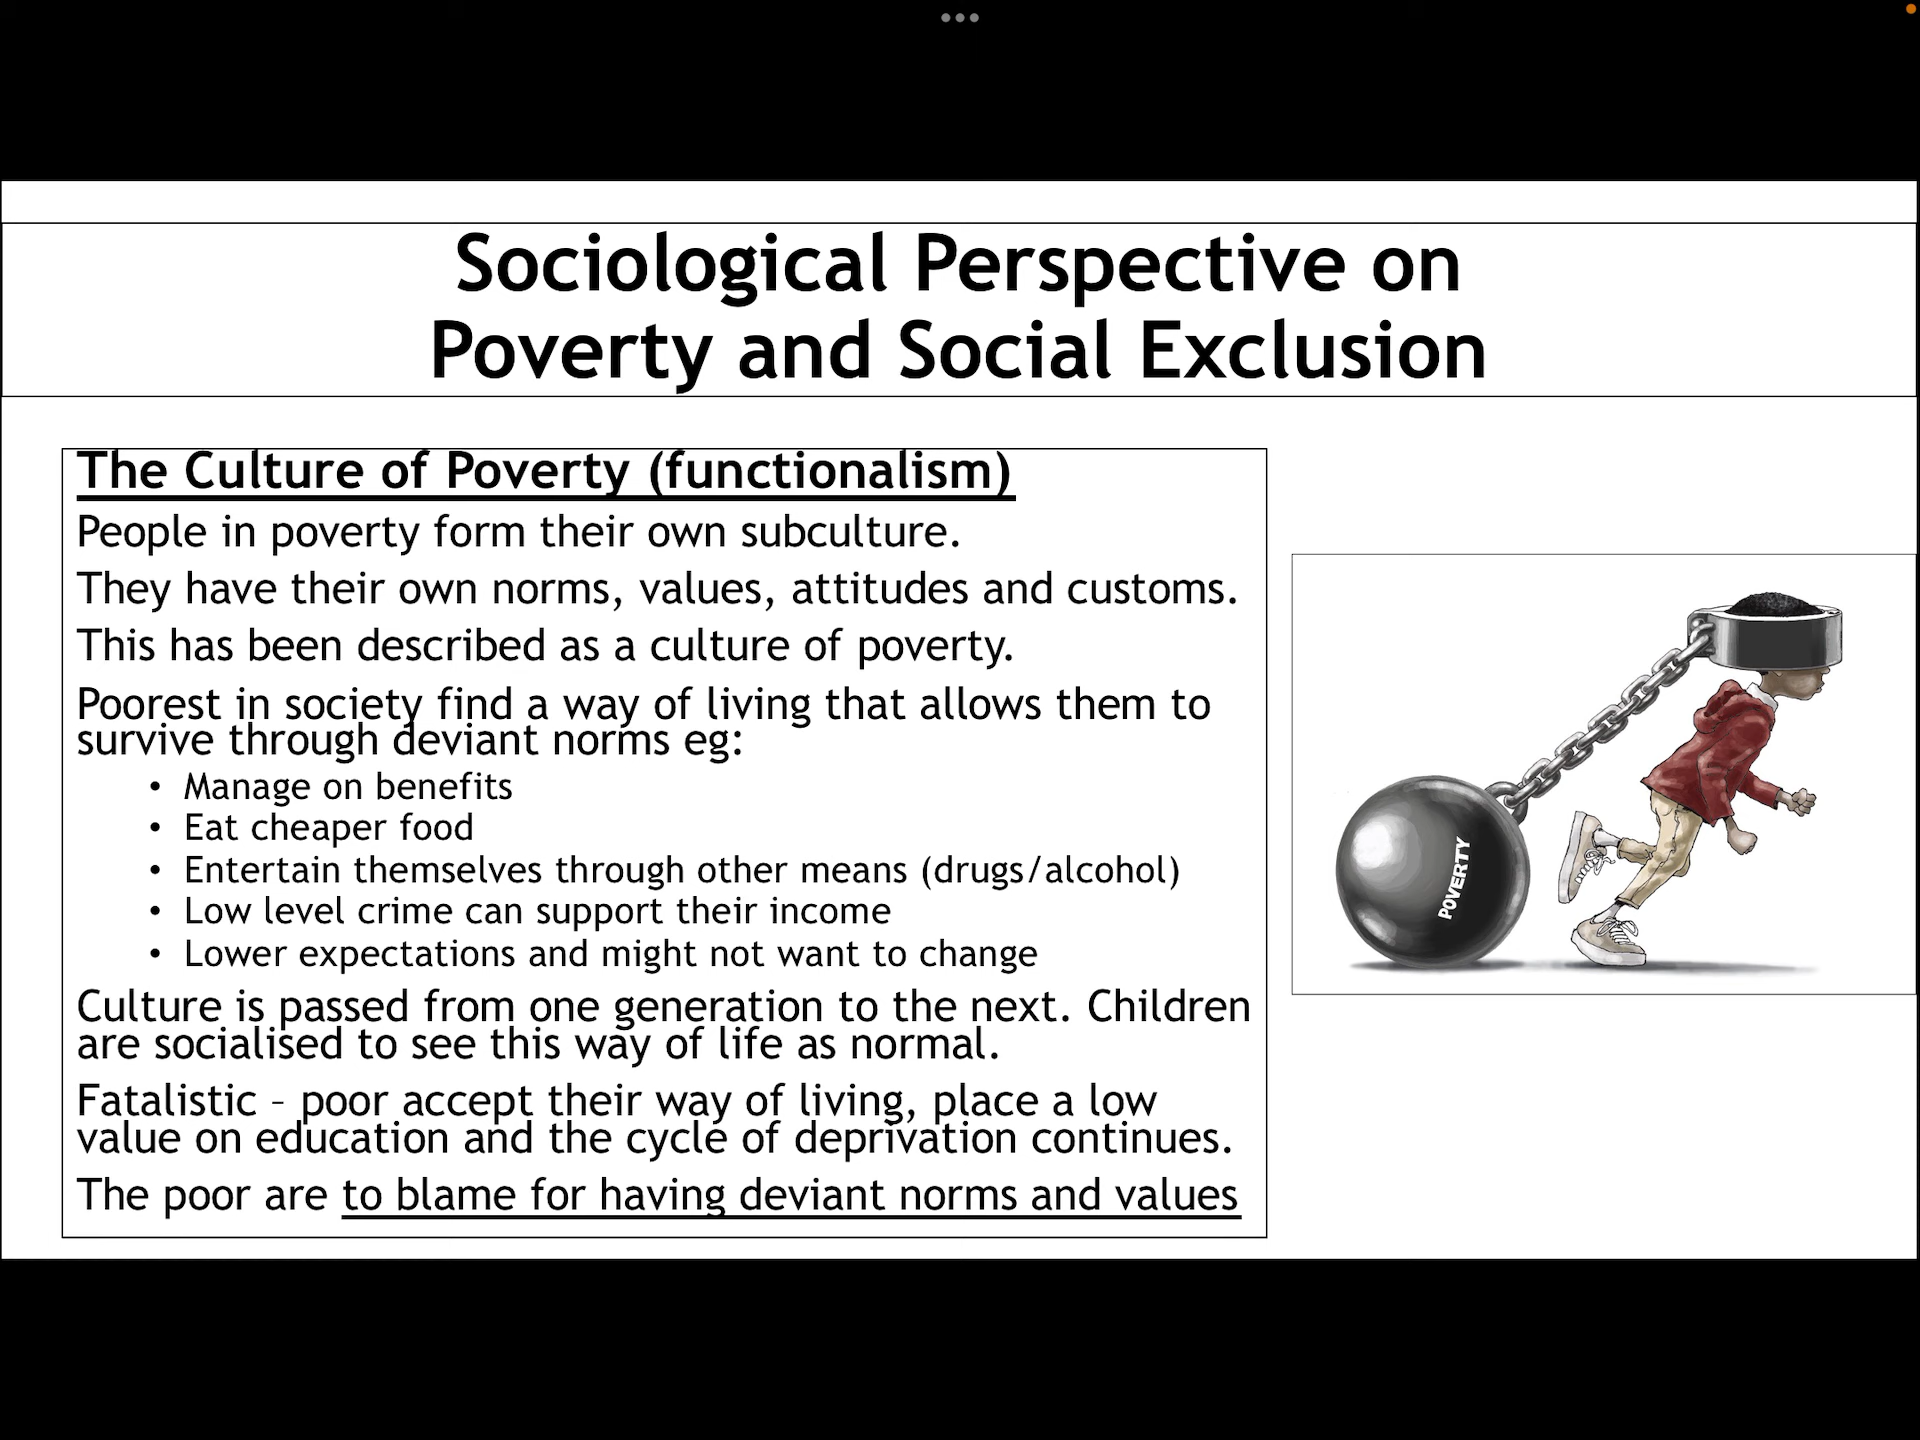 Sociological Perspective on
Poverty and Social Exclusion
The Culture of Poverty (functionalism)
People in poverty form their own subculture.
They have their own norms, values, attitudes and customs.
This has been described as a culture of poverty.
Poorest in society find a way of living that allows them to
survive through deviant norms eg:
• Manage on benefits
• Eat cheaper food
• Entertain themselves through other means (drugs/alcohol)
• Low level crime can support their income
• Lower expectations and might not want to change
Culture is passed from one generation to the next. Children
are socialised to see this way of life as normal.
Fatalistic – poor accept their way of living, place a low
value on education and the cycle of deprivation continues.
The poor are to blame for having deviant norms and values
POVERTY